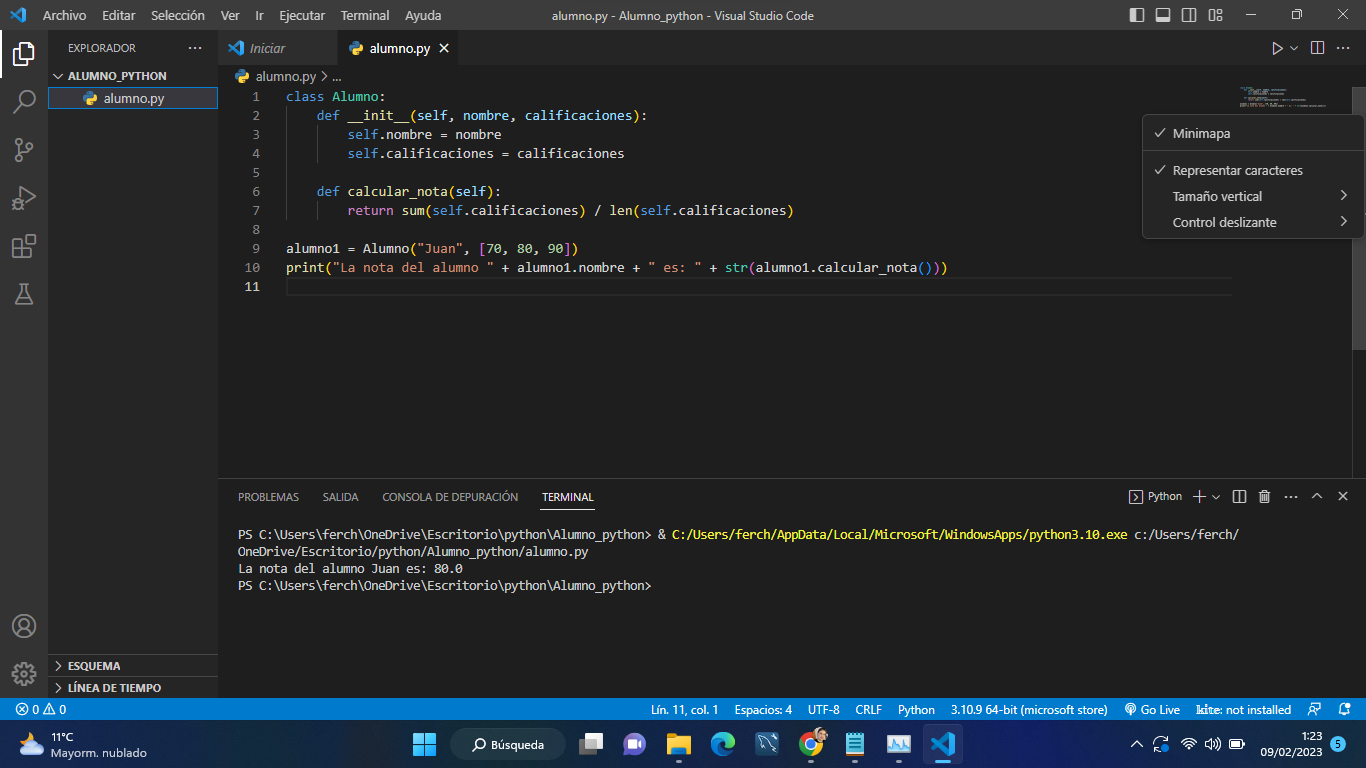 Archivo Editar Selección Ver Ir Ejecutar Terminal Ayuda
alumno.py - Alumno_python - Visual Studio Code
EXPLORADOR
ALUMNO_PYTHON
alumno.py
ESQUEMA
LÍNEA DE TIEMPO
Iniciar
alumno.py
alumno.py > ...
1 class Alumno:
2 def __init__(self, nombre, calificaciones):
3 self.nombre = nombre
4 self.calificaciones = calificaciones
5
6 def calcular_nota(self):
7 return sum(self.calificaciones) / len(self.calificaciones)
8
9 alumno1 = Alumno("Juan", [70, 80, 90])
10 print("La nota del alumno " + alumno1.nombre + " es: " + str(alumno1.calcular_nota()))
11
Minimapa
Representar caracteres
Tamaño vertical
Control deslizante
PROBLEMAS SALIDA CONSOLA DE DEPURACIÓN TERMINAL
Python
PS C:\Users\ferch\OneDrive\Escritorio\python\Alumno_python> & C:/Users/ferch/AppData/Local/Microsoft/WindowsApps/python3.10.exe c:/Users/ferch/
OneDrive/Escritorio/python/Alumno_python/alumno.py
La nota del alumno Juan es: 80.0
PS C:\Users\ferch\OneDrive\Escritorio\python\Alumno_python>
0 0
Lín. 11, col. 1 Espacios: 4 UTF-8 CRLF Python 3.10.9 64-bit (microsoft store) Go Live kite: not installed
11°C
Mayorm. nublado
Búsqueda
1:23
09/02/2023
5